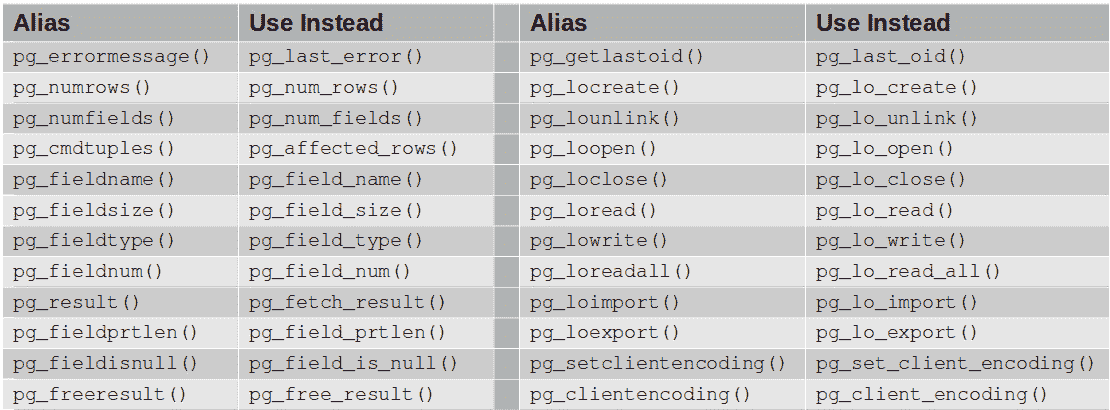 Alias Use Instead Alias Use Instead
pg_errormessage() pg_last_error() pg_getlastoid() pg_last_oid()
pg_numrows() pg_num_rows() pg_locreate() pg_lo_create()
pg_numfields() pg_num_fields() pg_lounlink() pg_lo_unlink()
pg_cmdtuples() pg_affected_rows() pg_loopen() pg_lo_open()
pg_fieldname() pg_field_name() pg_loclose() pg_lo_close()
pg_fieldsize() pg_field_size() pg_loread() pg_lo_read()
pg_fieldtype() pg_field_type() pg_lowrite() pg_lo_write()
pg_fieldnum() pg_field_num() pg_loreadall() pg_lo_read_all()
pg_result() pg_fetch_result() pg_loimport() pg_lo_import()
pg_fieldprtlen() pg_field_prtlen() pg_loexport() pg_lo_export()
pg_fieldisnull() pg_field_is_null() pg_setclientencoding() pg_set_client_encoding()
pg_freeresult() pg_free_result() pg_clientencoding() pg_client_encoding()